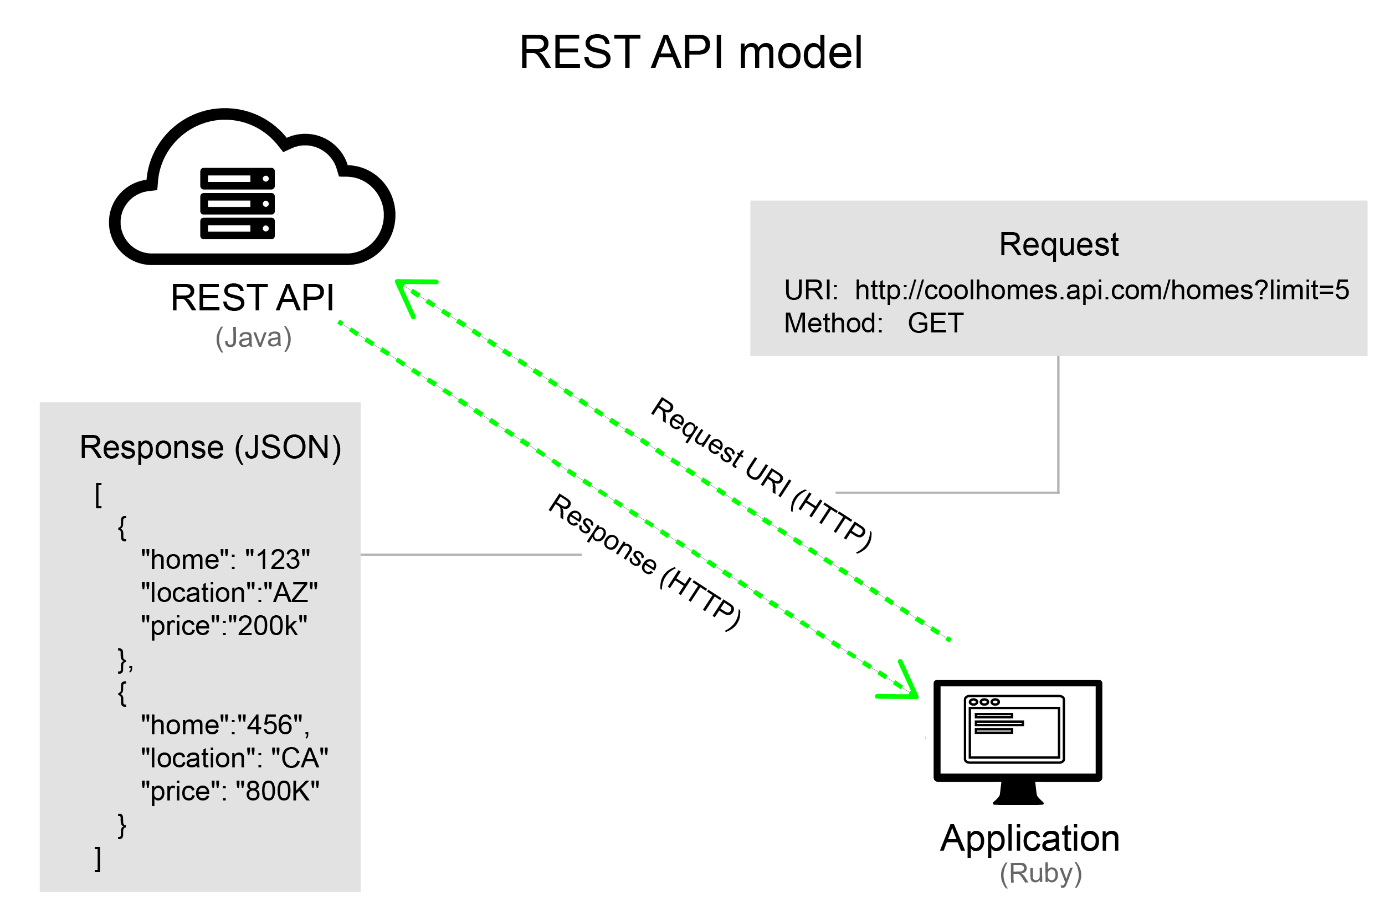 REST API model
REST API
(Java)
Request
URI:  http://coolhomes.api.com/homes?limit=5
Method:   GET
Request URI (HTTP)
Response (HTTP)
Response (JSON)
[
{
"home": "123"
"location":"AZ"
"price":"200k"
},
{
"home":"456",
"location": "CA"
"price": "800K"
}
]
Application
(Ruby)